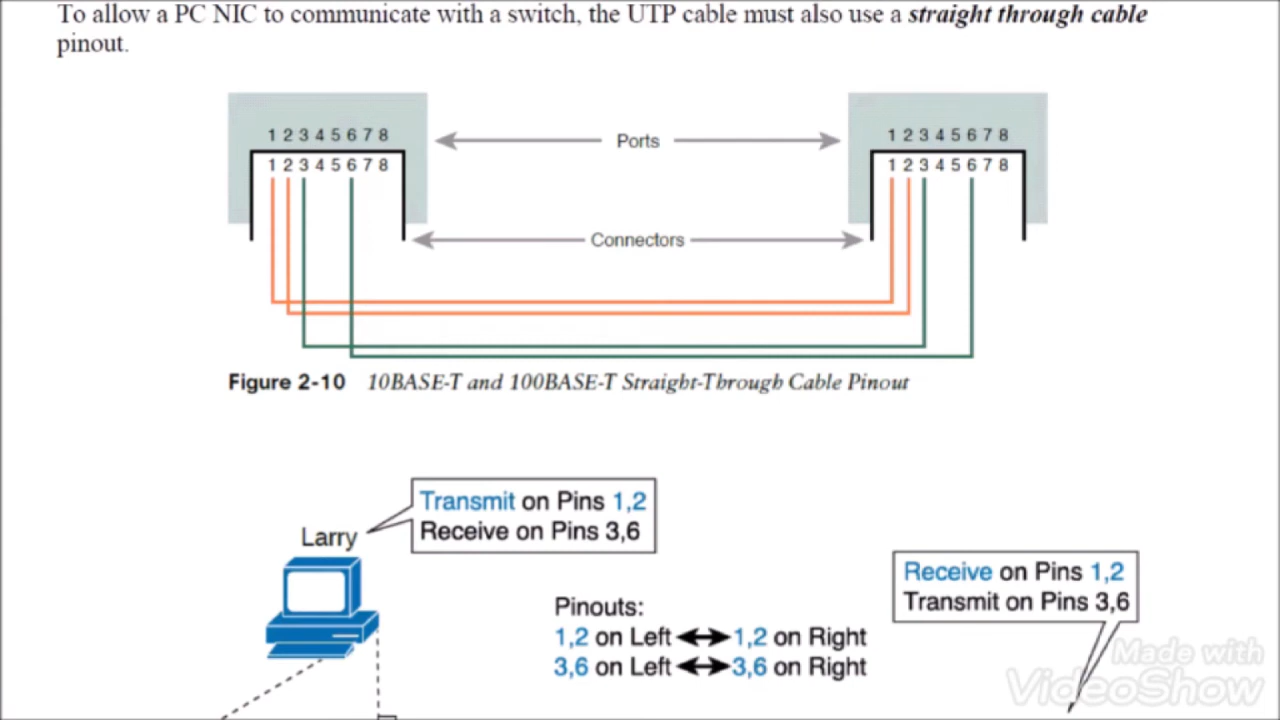 To allow a PC NIC to communicate with a switch, the UTP cable must also use a straight through cable
pinout.
1 2 3 4 5 6 7 8
1 2 3 4 5 6 7 8
Ports
1 2 3 4 5 6 7 8
1 2 3 4 5 6 7 8
Connectors
Figure 2-10 10BASE-T and 100BASE-T Straight-Through Cable Pinout
Transmit on Pins 1,2
Receive on Pins 3,6
Larry
Receive on Pins 1,2
Transmit on Pins 3,6
Pinouts:
1,2 on Left 1,2 on Right
3,6 on Left 3,6 on Right
Made with
VideoShow